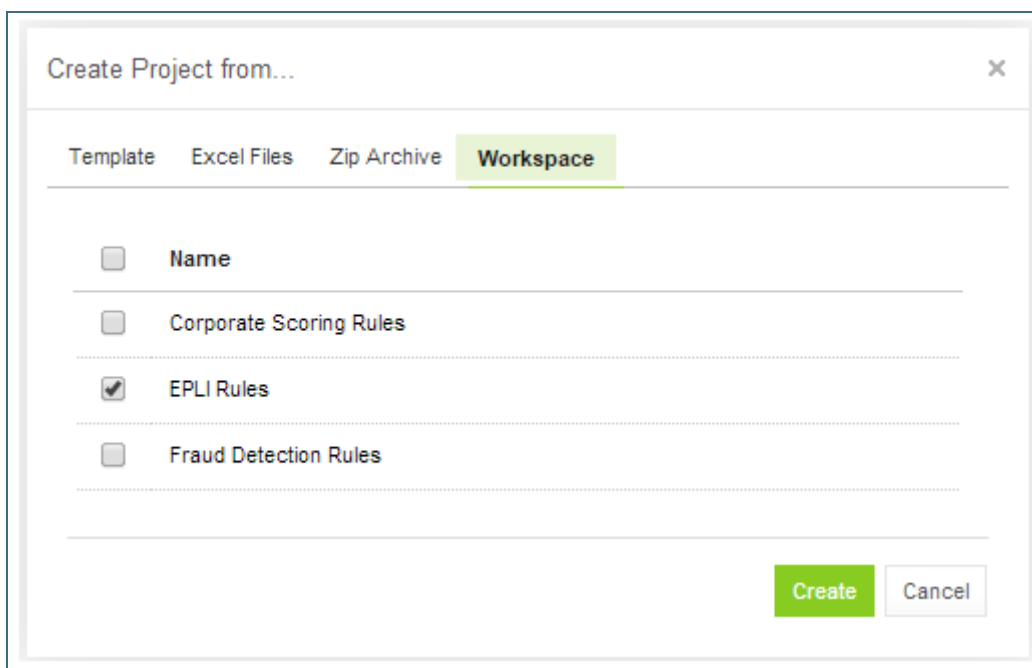 Create Project from...
Template Excel Files Zip Archive Workspace
Name
Corporate Scoring Rules
EPLI Rules
Fraud Detection Rules
Create Cancel